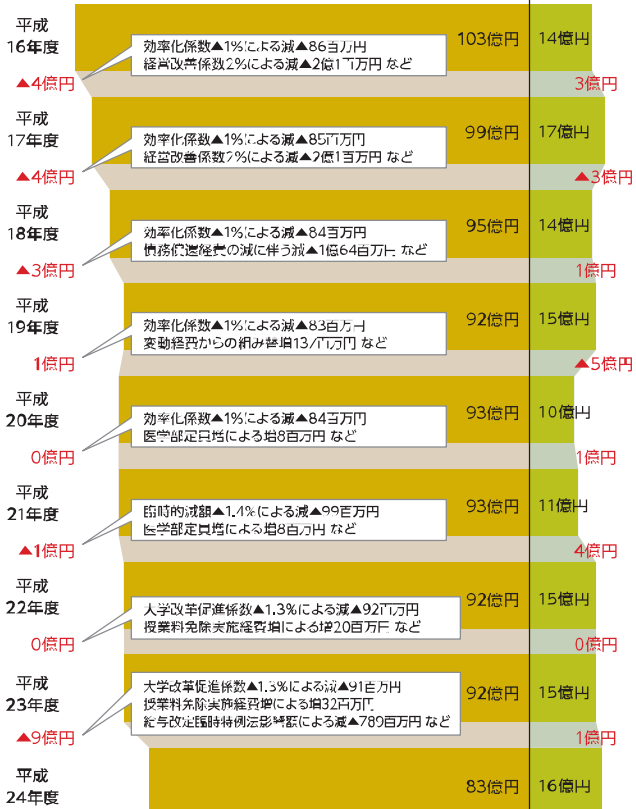 平成
16年度
103億円
14億円
効率化係数▲1%による減▲86百万円
経営改善係数2%による減▲2億1百万円 など
▲4億円
3億円
平成
17年度
99億円
17億円
効率化係数▲1%による減▲85百万円
経営改善係数2%による減▲2億1百万円 など
▲4億円
▲3億円
平成
18年度
95億円
14億円
効率化係数▲1%による減▲84百万円
債務償還経費の減に伴う減▲1億64百万円 など
▲3億円
1億円
平成
19年度
92億円
15億円
効率化係数▲1%による減▲83百万円
変動経費からの組み替増137百万円 など
1億円
▲5億円
平成
20年度
93億円
10億円
効率化係数▲1%による減▲84百万円
医学部定員増による増8百万円 など
0億円
1億円
平成
21年度
93億円
11億円
臨時的減額▲1.4%による減▲99百万円
医学部定員増による増8百万円 など
▲1億円
4億円
平成
22年度
92億円
15億円
大学改革促進係数▲1.3%による減▲92百万円
授業料免除実施経費増による増20百万円 など
0億円
0億円
平成
23年度
92億円
15億円
大学改革促進係数▲1.3%による減▲91百万円
授業料免除実施経費増による増32百万円
給与改定臨時特例法影響額による減▲789百万円 など
▲9億円
1億円
平成
24年度
83億円
16億円